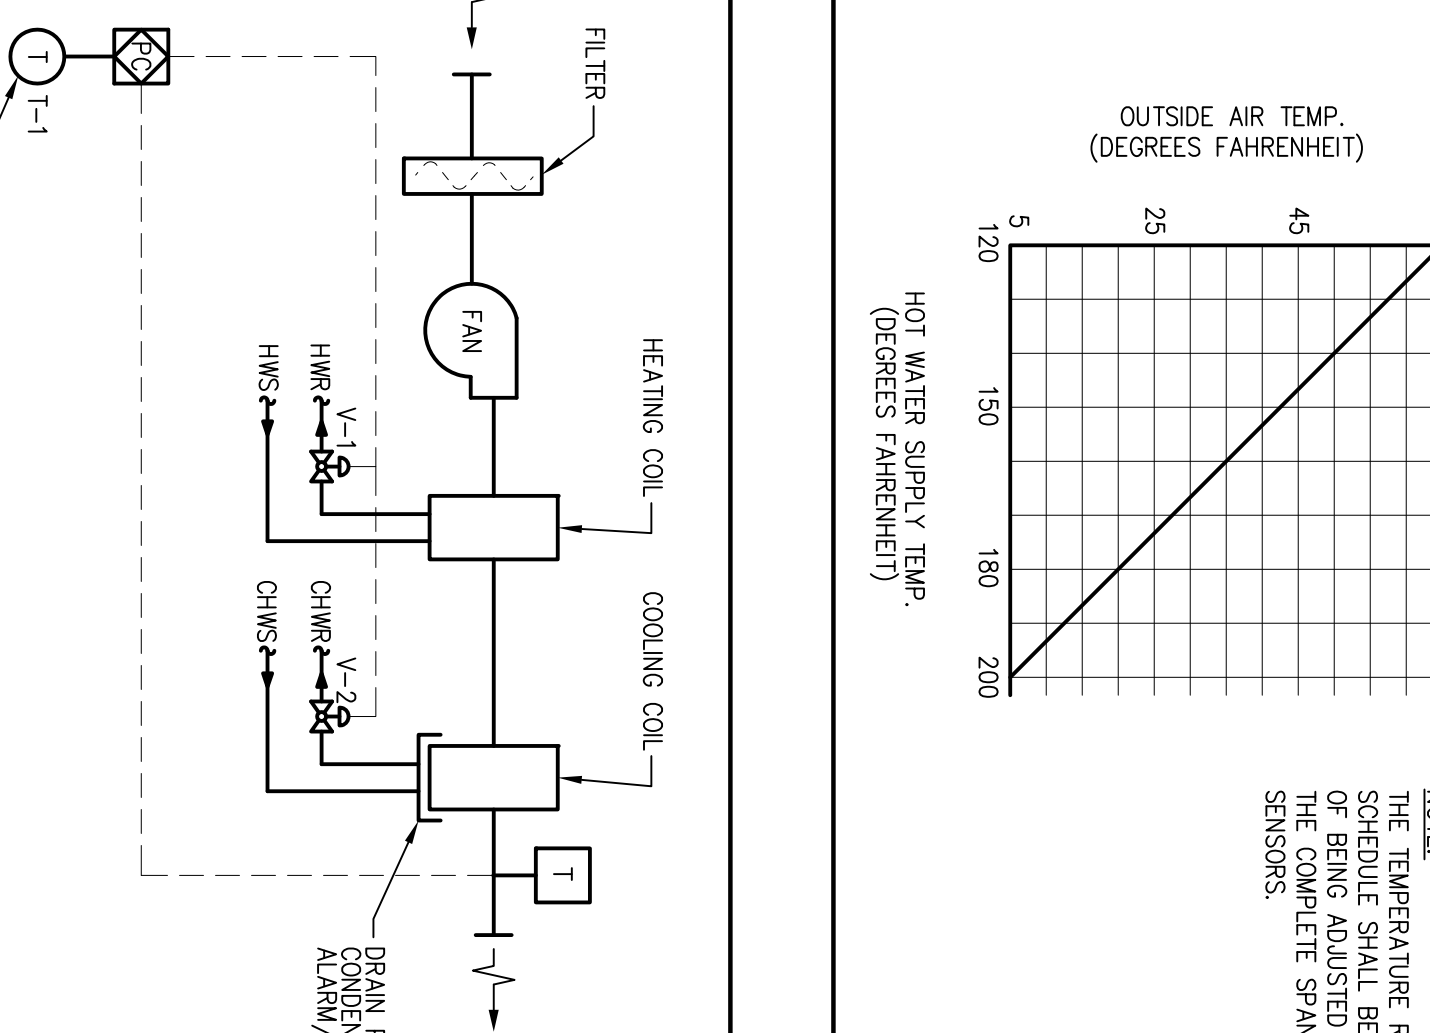 OUTSIDE AIR TEMP.
(DEGREES FAHRENHEIT)
5
25
45
120
150
180
200
HOT WATER SUPPLY TEMP.
(DEGREES FAHRENHEIT)
THE TEMPERATURE
SCHEDULE SHALL BE
OF BEING ADJUSTED
THE COMPLETE SPAN
SENSORS.
FILTER
FAN
HEATING COIL
COOLING COIL
T
T-1
PC
HWR
V-1
HWS
CHWR
V-2
CHWS
T
DRAIN
ALARM/